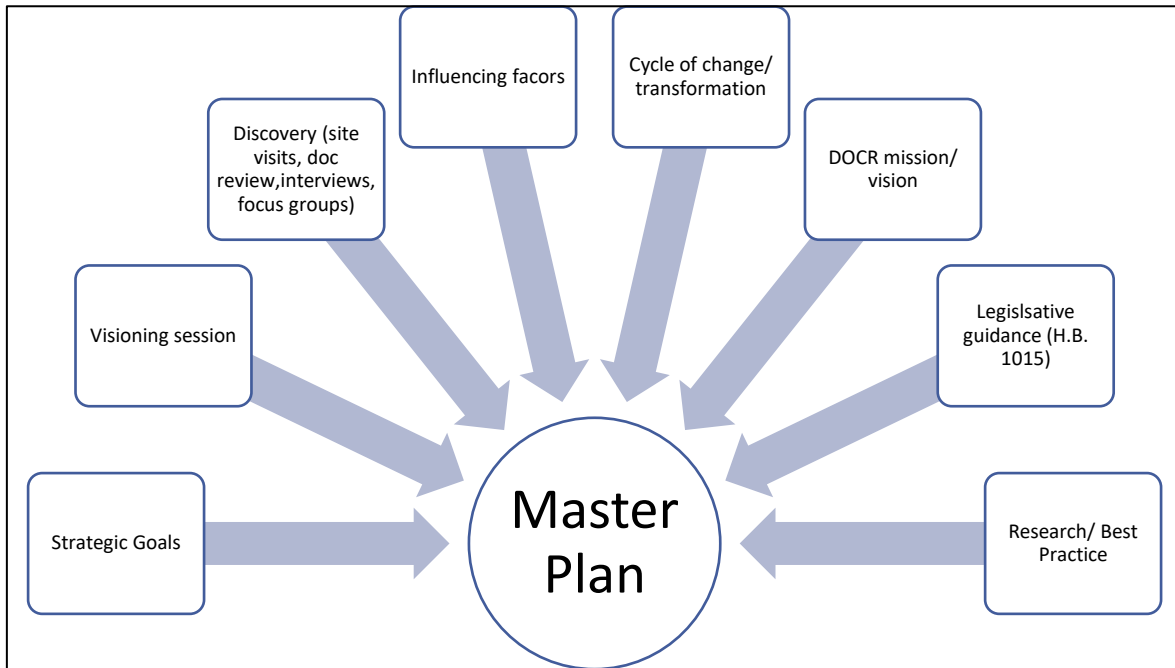 Influencing facors
Cycle of change/
transformation
Discovery (site
visits, doc
review,interviews,
focus groups)
DOCR mission/
vision
Visioning session
Legislsative
guidance (H.B.
1015)
Strategic Goals
Master
Plan
Research/ Best
Practice